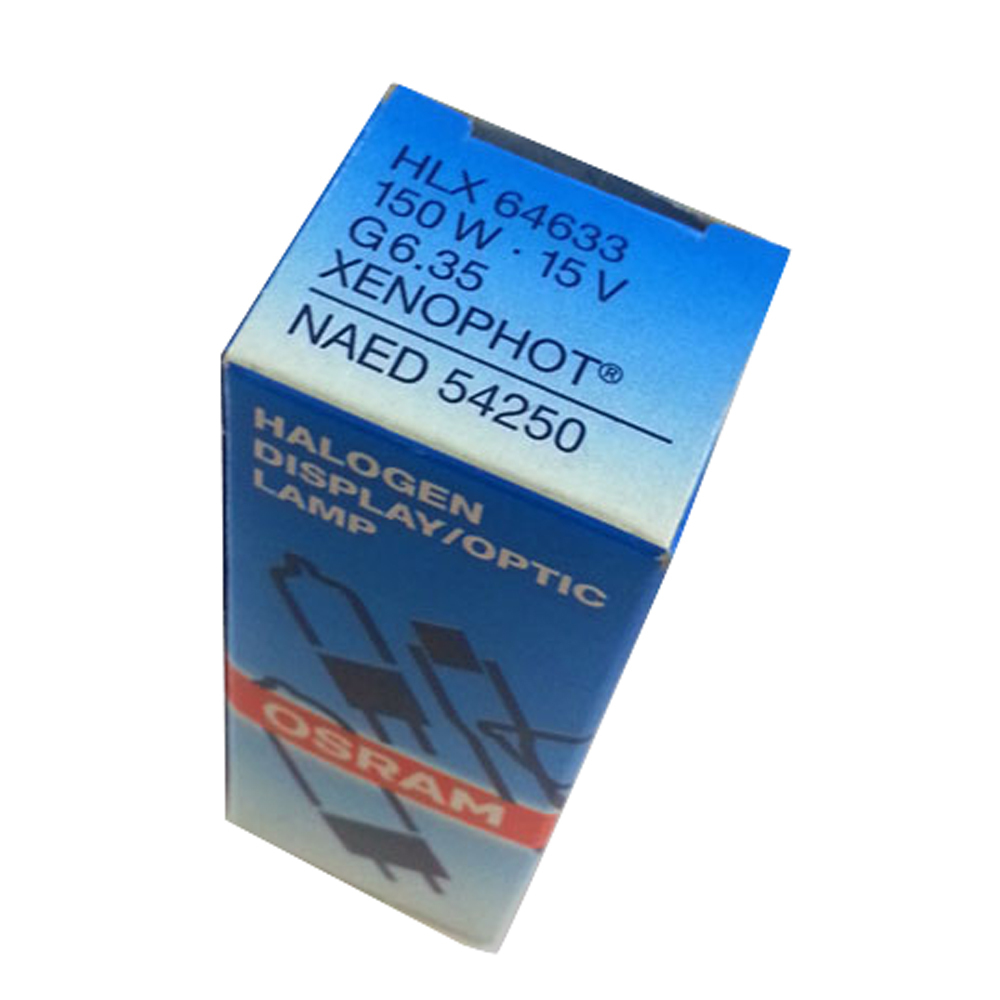 HLX 64633
150 W · 15 V
G6.35
XENOPHOT®
NAED 54250
HALOGEN
DISPLAY/OPTIC
LAMP
OSRAM